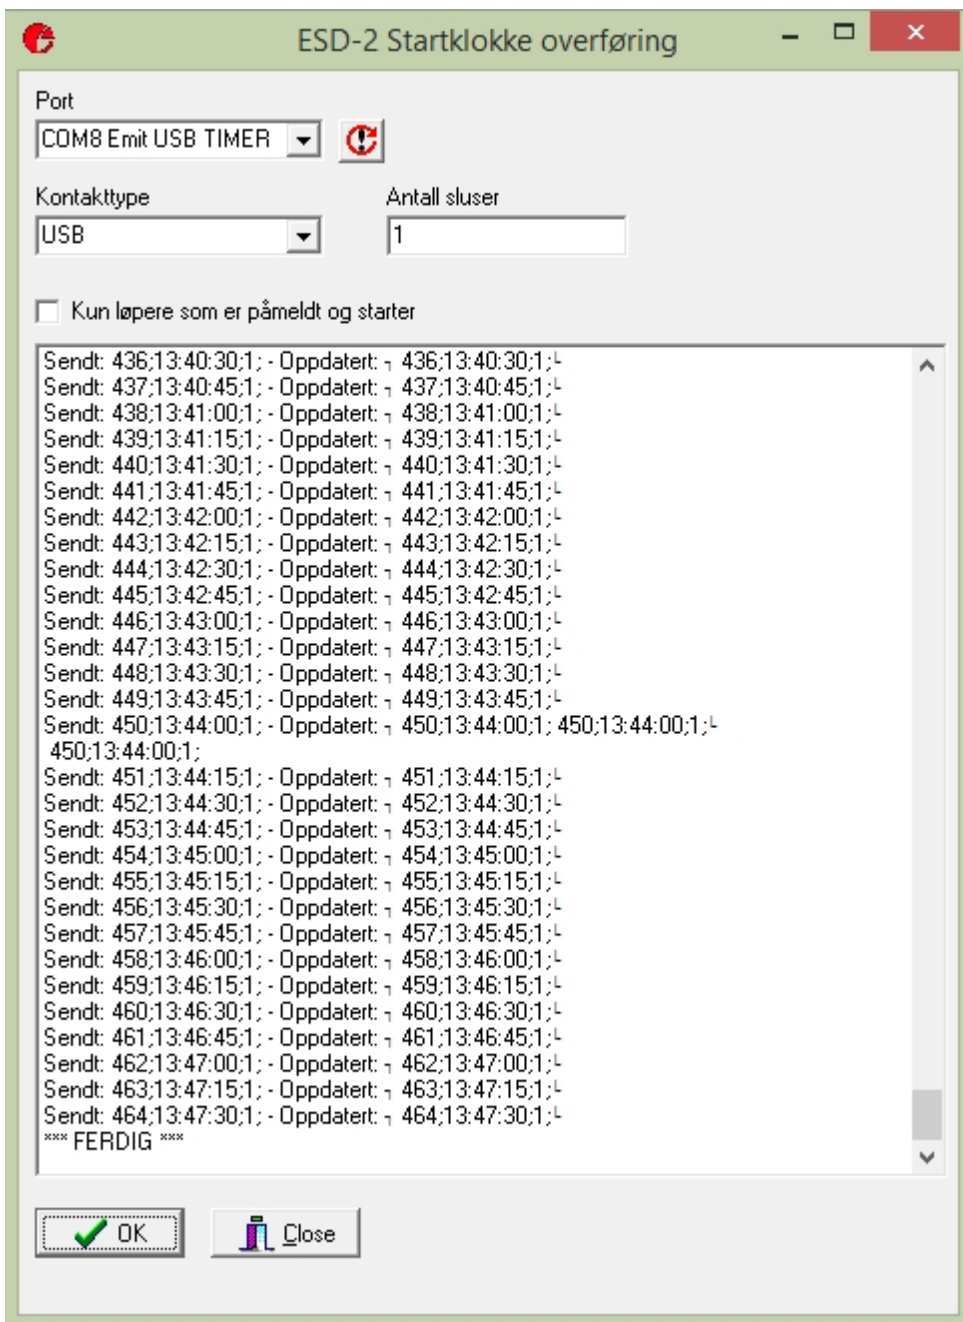 ESD-2 Startklokke overføring
Port
COM8 Emit USB TIMER
Kontakttype
Antall sluser
USB
1
Kun løpere som er påmeldt og starter
Sendt: 436;13:40:30;1; - Oppdatert: ┐ 436;13:40:30;1;└
Sendt: 437;13:40:45;1; - Oppdatert: ┐ 437;13:40:45;1;└
Sendt: 438;13:41:00;1; - Oppdatert: ┐ 438;13:41:00;1;└
Sendt: 439;13:41:15;1; - Oppdatert: ┐ 439;13:41:15;1;└
Sendt: 440;13:41:30;1; - Oppdatert: ┐ 440;13:41:30;1;└
Sendt: 441;13:41:45;1; - Oppdatert: ┐ 441;13:41:45;1;└
Sendt: 442;13:42:00;1; - Oppdatert: ┐ 442;13:42:00;1;└
Sendt: 443;13:42:15;1; - Oppdatert: ┐ 443;13:42:15;1;└
Sendt: 444;13:42:30;1; - Oppdatert: ┐ 444;13:42:30;1;└
Sendt: 445;13:42:45;1; - Oppdatert: ┐ 445;13:42:45;1;└
Sendt: 446;13:43:00;1; - Oppdatert: ┐ 446;13:43:00;1;└
Sendt: 447;13:43:15;1; - Oppdatert: ┐ 447;13:43:15;1;└
Sendt: 448;13:43:30;1; - Oppdatert: ┐ 448;13:43:30;1;└
Sendt: 449;13:43:45;1; - Oppdatert: ┐ 449;13:43:45;1;└
Sendt: 450;13:44:00;1; - Oppdatert: ┐ 450;13:44:00;1; 450;13:44:00;1;└
450;13:44:00;1;
Sendt: 451;13:44:15;1; - Oppdatert: ┐ 451;13:44:15;1;└
Sendt: 452;13:44:30;1; - Oppdatert: ┐ 452;13:44:30;1;└
Sendt: 453;13:44:45;1; - Oppdatert: ┐ 453;13:44:45;1;└
Sendt: 454;13:45:00;1; - Oppdatert: ┐ 454;13:45:00;1;└
Sendt: 455;13:45:15;1; - Oppdatert: ┐ 455;13:45:15;1;└
Sendt: 456;13:45:30;1; - Oppdatert: ┐ 456;13:45:30;1;└
Sendt: 457;13:45:45;1; - Oppdatert: ┐ 457;13:45:45;1;└
Sendt: 458;13:46:00;1; - Oppdatert: ┐ 458;13:46:00;1;└
Sendt: 459;13:46:15;1; - Oppdatert: ┐ 459;13:46:15;1;└
Sendt: 460;13:46:30;1; - Oppdatert: ┐ 460;13:46:30;1;└
Sendt: 461;13:46:45;1; - Oppdatert: ┐ 461;13:46:45;1;└
Sendt: 462;13:47:00;1; - Oppdatert: ┐ 462;13:47:00;1;└
Sendt: 463;13:47:15;1; - Oppdatert: ┐ 463;13:47:15;1;└
Sendt: 464;13:47:30;1; - Oppdatert: ┐ 464;13:47:30;1;└
*** FERDIG ***
OK
Close